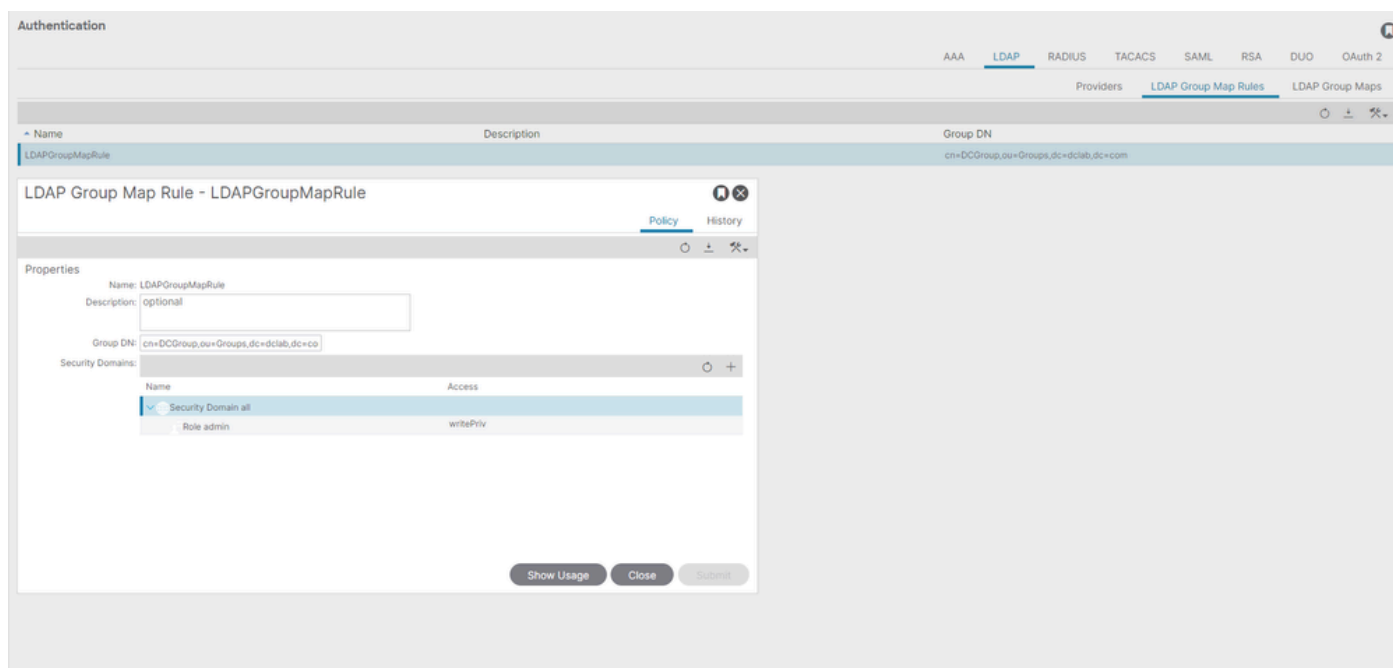 Authentication
AAA LDAP RADIUS TACACS SAML RSA DUO OAuth 2
Providers LDAP Group Map Rules LDAP Group Maps
Name Description Group DN
LDAPGroupMapRule cn=DCGroup,ou=Groups,dc=dclab,dc=com
LDAP Group Map Rule - LDAPGroupMapRule
Policy History
Properties
Name: LDAPGroupMapRule
Description: optional
Group DN: cn=DCGroup,ou=Groups,dc=dclab,dc=co
Security Domains:
Name Access
Security Domain all
Role admin writePriv
Show Usage Close Submit